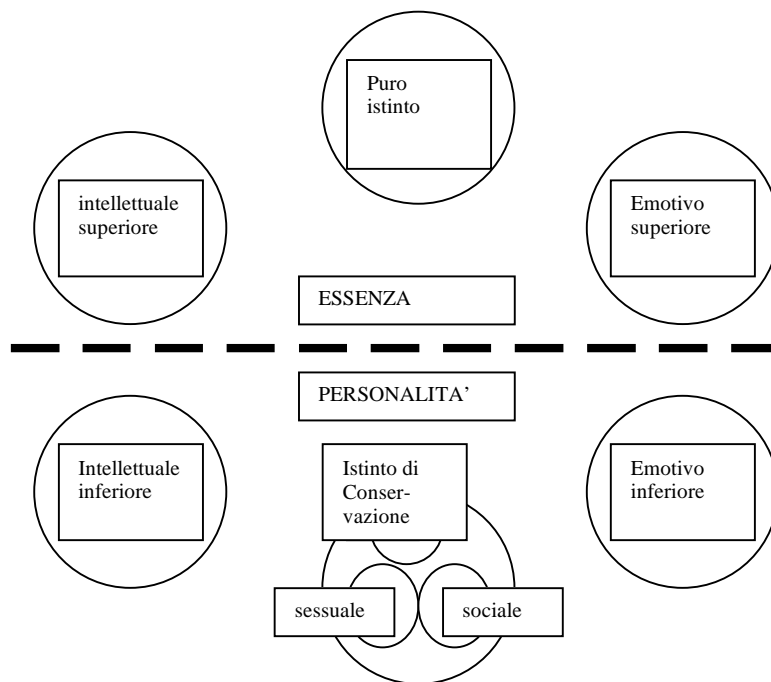 Puro
istinto
intellettuale
superiore
Emotivo
superiore
ESSENZA
PERSONALITA’
Intellettuale
inferiore
Istinto di
Conser-
vazione
Emotivo
inferiore
sessuale
sociale